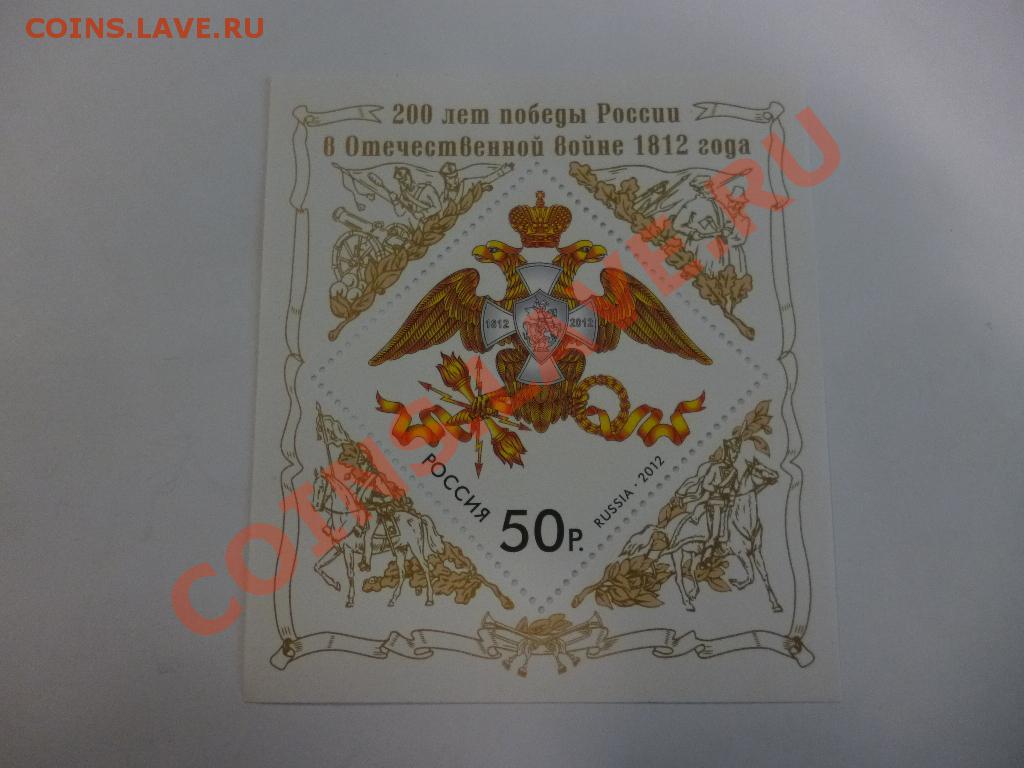 COINS.LAVE.RU
200 лет победы России
в Отечественной войне 1812 года
1812 2012
РОССИЯ
50 Р.
RUSSIA · 2012
COINS.LAVE.RU